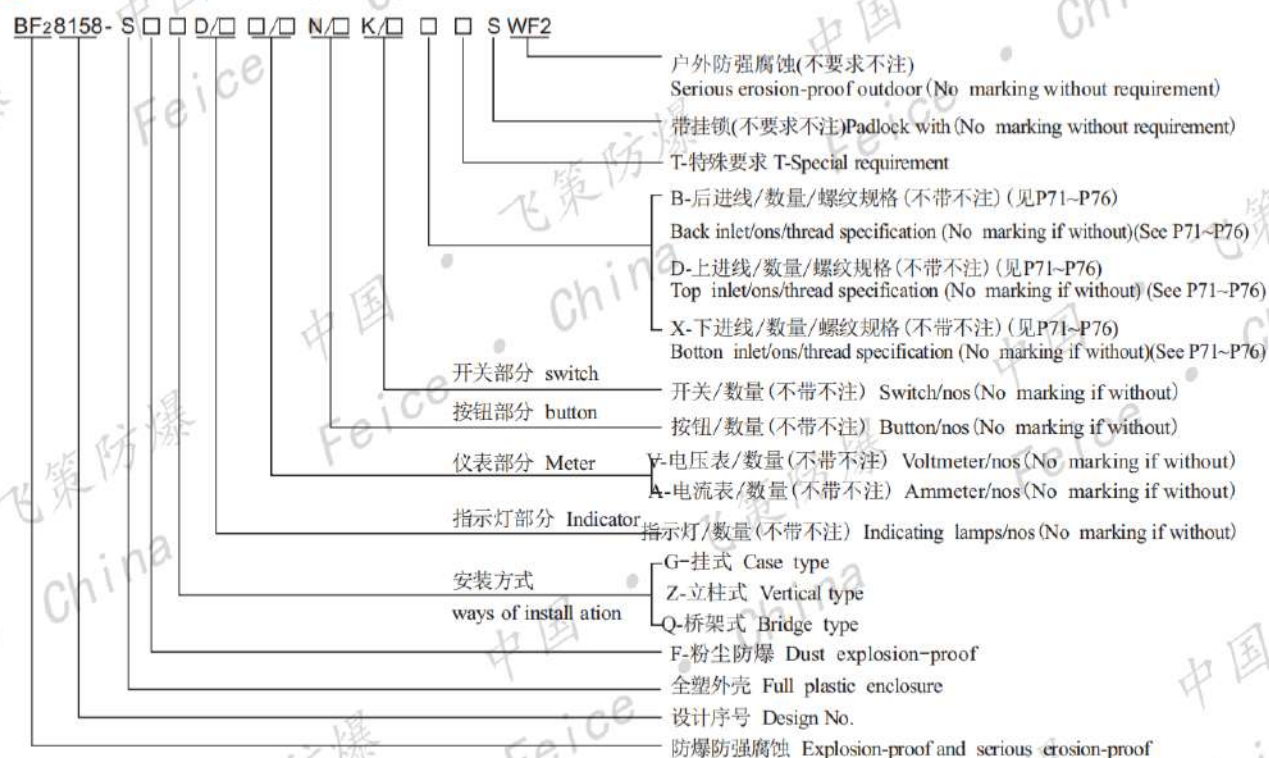 BF28158-S□□D/□ □/□ N/□ K/□ □ □ S WF2
户外防强腐蚀(不要求不注)
Serious erosion-proof outdoor(No marking without requirement)
带挂锁(不要求不注)Padlock with(No marking without requirement)
T-特殊要求 T-Special requirement
B-后进线/数量/螺纹规格(不带不注)(见P71~P76)
Back inlet/ons/thread specification (No marking if without)(See P71~P76)
D-上进线/数量/螺纹规格(不带不注)(见P71~P76)
Top inlet/ons/thread specification (No marking if without) (See P71~P76)
X-下进线/数量/螺纹规格(不带不注)(见P71~P76)
Botton inlet/ons/thread specification (No marking if without)(See P71~P76)
开关部分 switch
开关/数量(不带不注) Switch/nos(No marking if without)
按钮部分 button
按钮/数量(不带不注) Button/nos(No marking if without)
仪表部分 Meter
V-电压表/数量(不带不注) Voltmeter/nos(No marking if without)
A-电流表/数量(不带不注) Ammeter/nos(No marking if without)
指示灯部分 Indicator
指示灯/数量(不带不注) Indicating lamps/nos(No marking if without)
安装方式
ways of install ation
G-挂式 Case type
Z-立柱式 Vertical type
Q-桥架式 Bridge type
F-粉尘防爆 Dust explosion-proof
全塑外壳 Full plastic enclosure
设计序号 Design No.
防爆防强腐蚀 Explosion-proof and serious erosion-proof
中国·飞策防爆
China·Feice